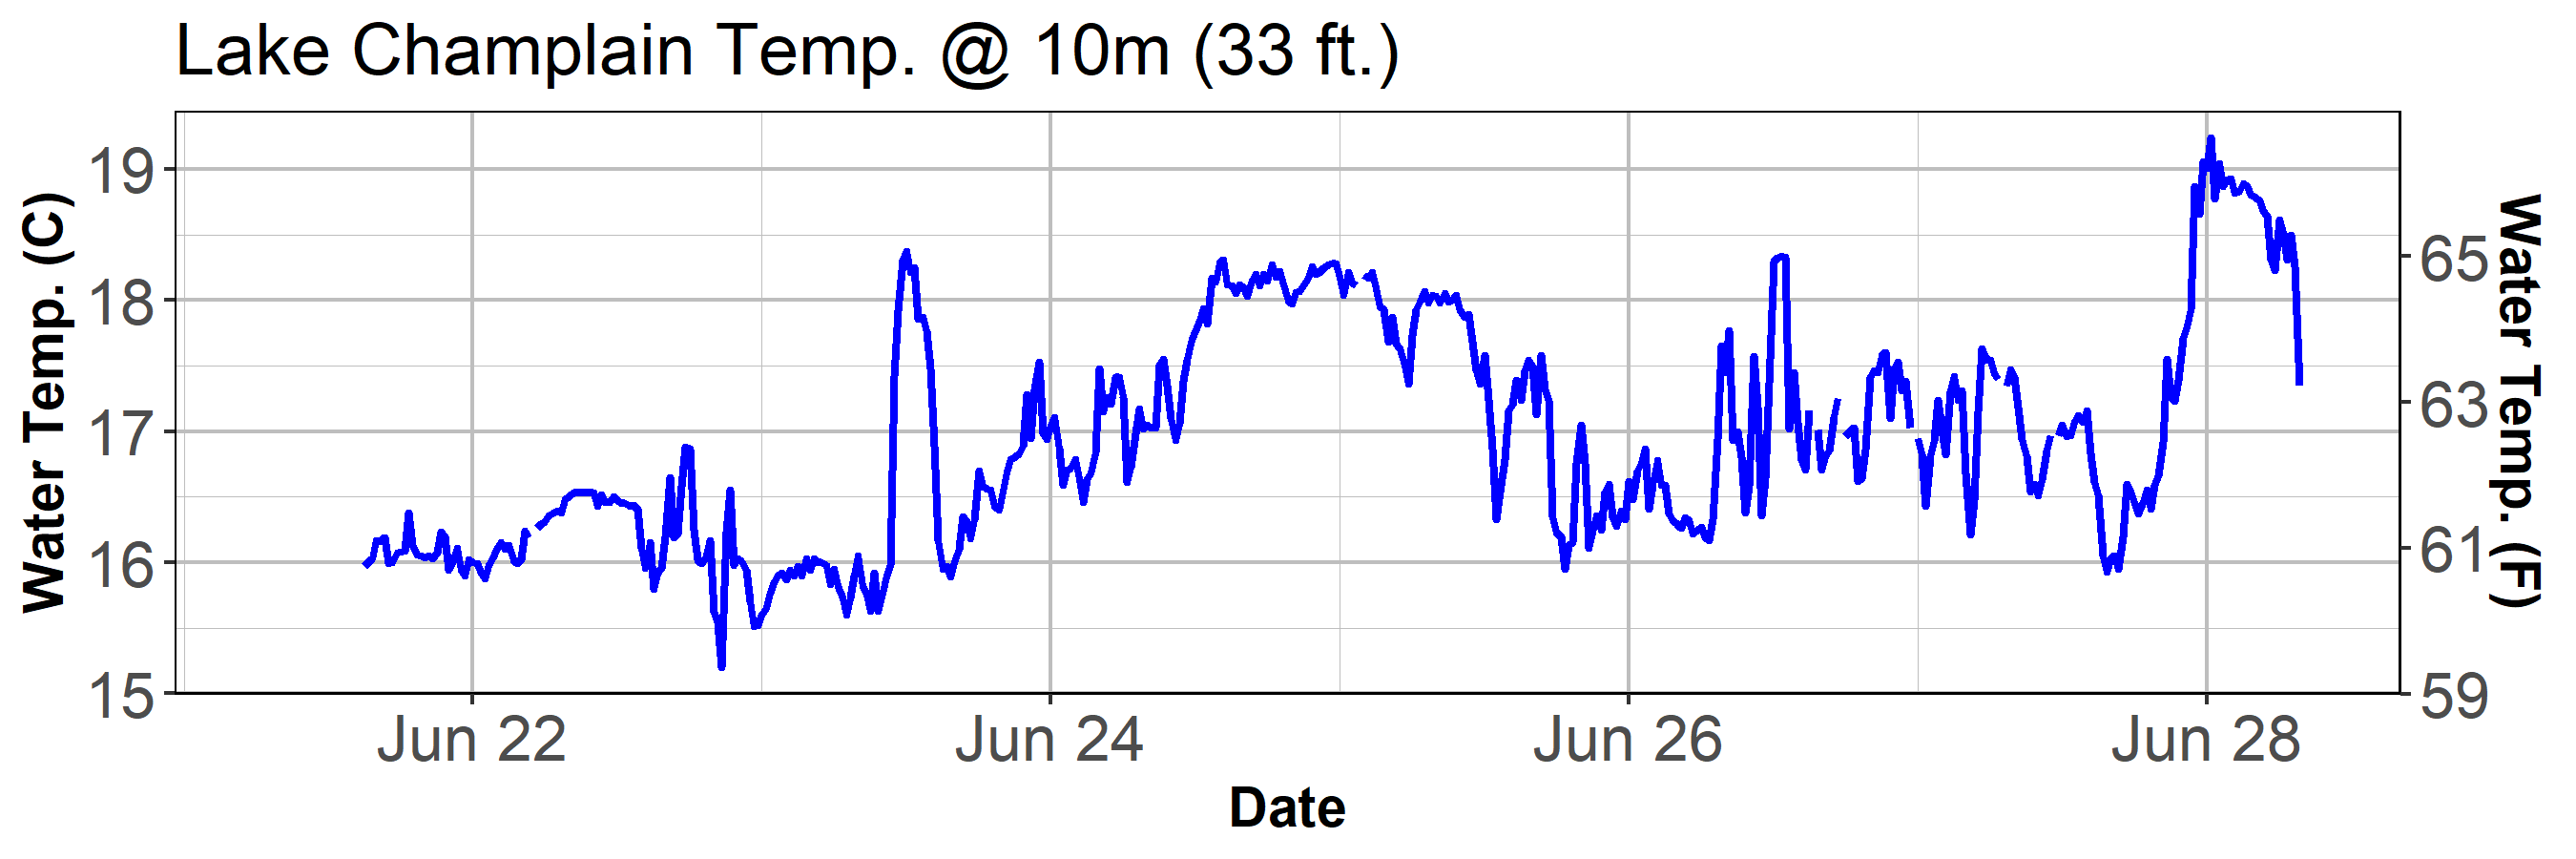 Lake Champlain Temp. @ 10m (33 ft.)
Water Temp. (C)
19
18
17
16
15
65
63
61
59
Water Temp. (F)
Jun 22 Jun 24 Jun 26 Jun 28
Date